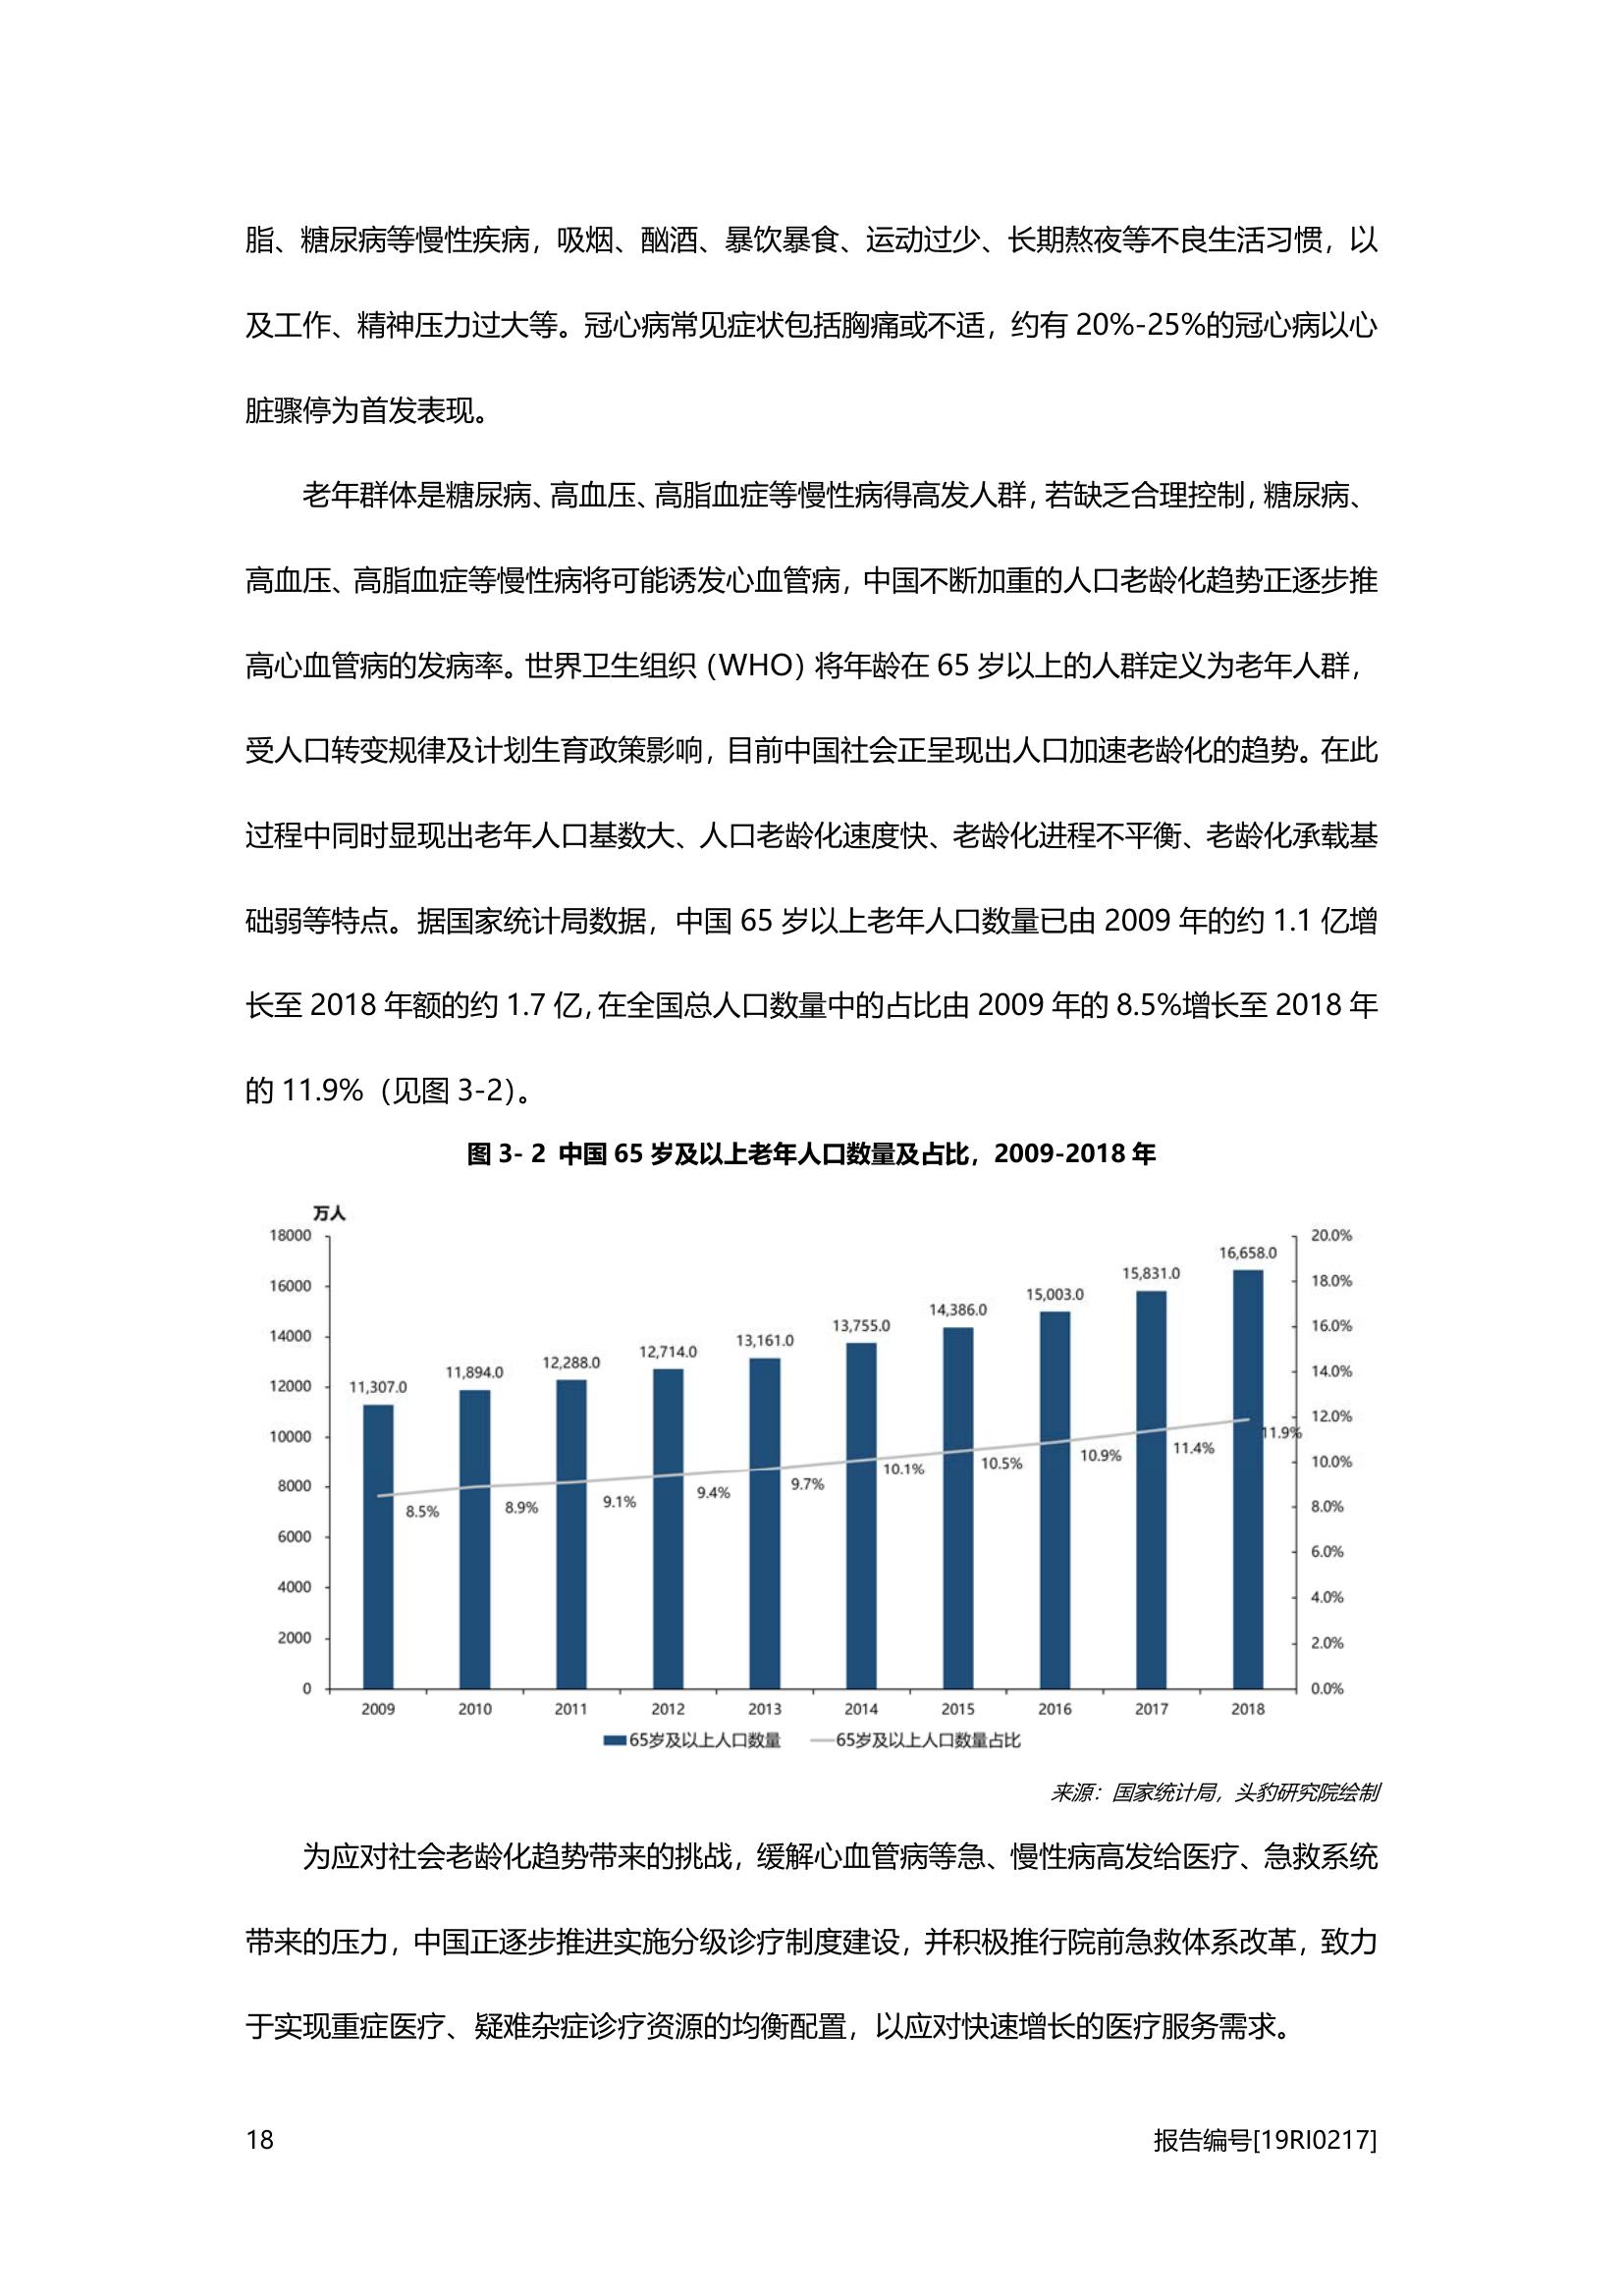 脂、糖尿病等慢性疾病，吸烟、酗酒、暴饮暴食、运动过少、长期熬夜等不良生活习惯，以
及工作、精神压力过大等。冠心病常见症状包括胸痛或不适，约有 20%-25%的冠心病以心
脏骤停为首发表现。
老年群体是糖尿病、高血压、高脂血症等慢性病得高发人群，若缺乏合理控制，糖尿病、
高血压、高脂血症等慢性病将可能诱发心血管病，中国不断加重的人口老龄化趋势正逐步推
高心血管病的发病率。世界卫生组织（WHO）将年龄在 65 岁以上的人群定义为老年人群，
受人口转变规律及计划生育政策影响，目前中国社会正呈现出人口加速老龄化的趋势。在此
过程中同时显现出老年人口基数大、人口老龄化速度快、老龄化进程不平衡、老龄化承载基
础弱等特点。据国家统计局数据，中国 65 岁以上老年人口数量已由 2009 年的约 1.1 亿增
长至 2018 年额的约 1.7 亿，在全国总人口数量中的占比由 2009 年的 8.5%增长至 2018 年
的 11.9%（见图 3-2）。
图 3- 2 中国 65 岁及以上老年人口数量及占比，2009-2018 年
万人
18000
16000
14000
12000
10000
8000
6000
4000
2000
0
11,307.0
11,894.0
12,288.0
12,714.0
13,161.0
13,755.0
14,386.0
15,003.0
15,831.0
16,658.0
8.5%
8.9%
9.1%
9.4%
9.7%
10.1%
10.5%
10.9%
11.4%
11.9%
20.0%
18.0%
16.0%
14.0%
12.0%
10.0%
8.0%
6.0%
4.0%
2.0%
0.0%
2009 2010 2011 2012 2013 2014 2015 2016 2017 2018
65岁及以上人口数量 65岁及以上人口数量占比
来源：国家统计局，头豹研究院绘制
为应对社会老龄化趋势带来的挑战，缓解心血管病等急、慢性病高发给医疗、急救系统
带来的压力，中国正逐步推进实施分级诊疗制度建设，并积极推行院前急救体系改革，致力
于实现重症医疗、疑难杂症诊疗资源的均衡配置，以应对快速增长的医疗服务需求。
18 报告编号[19RI0217]